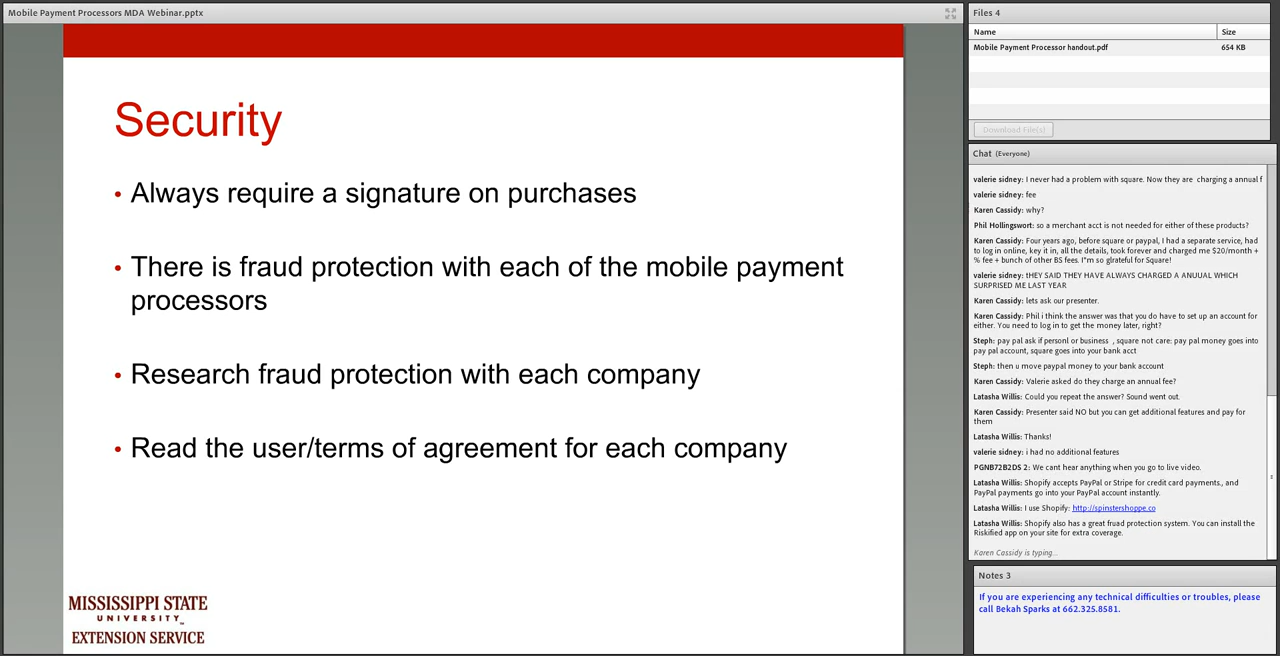 Mobile Payment Processors MDA Webinar.pptx
Security
• Always require a signature on purchases
• There is fraud protection with each of the mobile payment
processors
• Research fraud protection with each company
• Read the user/terms of agreement for each company
MISSISSIPPI STATE
UNIVERSITY™
EXTENSION SERVICE
Files 4
Name Size
Mobile Payment Processor handout.pdf 654 KB
Download File(s)
Chat (Everyone)
valerie sidney: I never had a problem with square. Now they are charging a annual f
valerie sidney: fee
Karen Cassidy: why?
Phil Hollingswort: so a merchant acct is not needed for either of these products?
Karen Cassidy: Four years ago, before square or paypal, I had a separate service, had
to log in online, key it in, all the details, took forever and charged me $20/month +
% fee + bunch of other BS fees. I"m so glrateful for Square!
valerie sidney: tHEY SAID THEY HAVE ALWAYS CHARGED A ANUUAL WHICH
SURPRISED ME LAST YEAR
Karen Cassidy: lets ask our presenter.
Karen Cassidy: Phil i think the answer was that you do have to set up an account for
either. You need to log in to get the money later, right?
Steph: pay pal ask if personl or business , square not care: pay pal money goes into
pay pal account, square goes into your bank acct
Steph: then u move paypal money to your bank account
Karen Cassidy: Valerie asked do they charge an annual fee?
Latasha Willis: Could you repeat the answer? Sound went out.
Karen Cassidy: Presenter said NO but you can get additional features and pay for
them
Latasha Willis: Thanks!
valerie sidney: i had no additional features
PGNB72B2DS 2: We cant hear anything when you go to live video.
Latasha Willis: Shopify accepts PayPal or Stripe for credit card payments,, and
PayPal payments go into your PayPal account instantly.
Latasha Willis: I use Shopify: http://spinstershoppe.co
Latasha Willis: Shopify also has a great fruad protection system. You can install the
Riskified app on your site for extra coverage.
Karen Cassidy is typing...
Notes 3
If you are experiencing any technical difficulties or troubles, please
call Bekah Sparks at 662.325.8581.